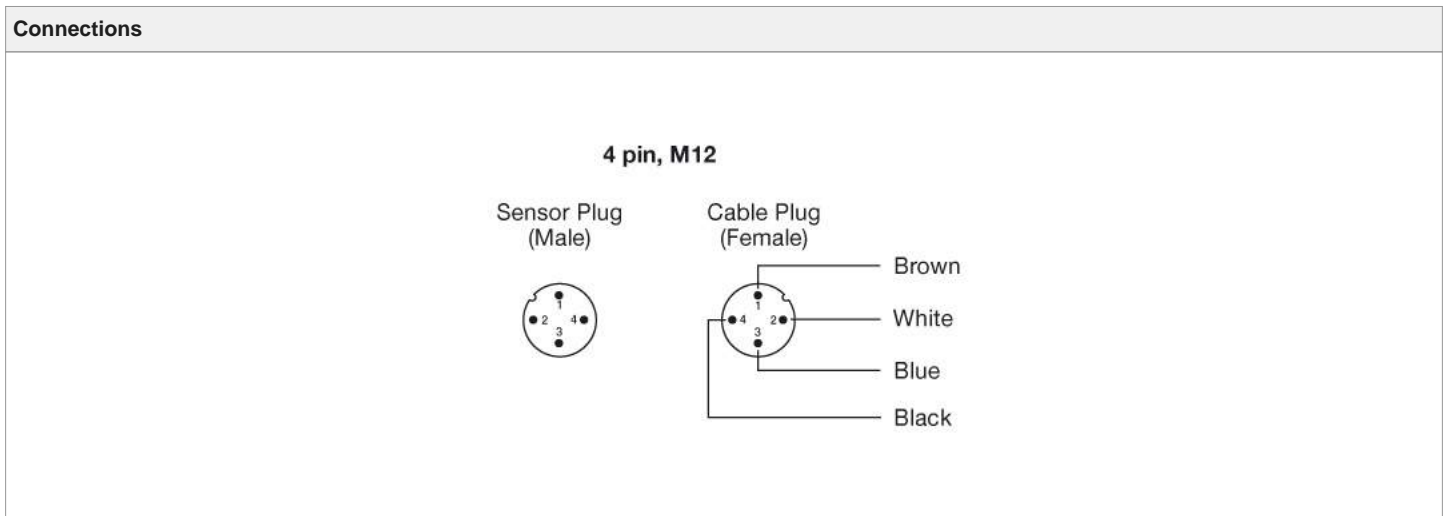 Connections
4 pin, M12
Sensor Plug
(Male)
Cable Plug
(Female)
1
2 4
3
1
4 2
3
Brown
White
Blue
Black